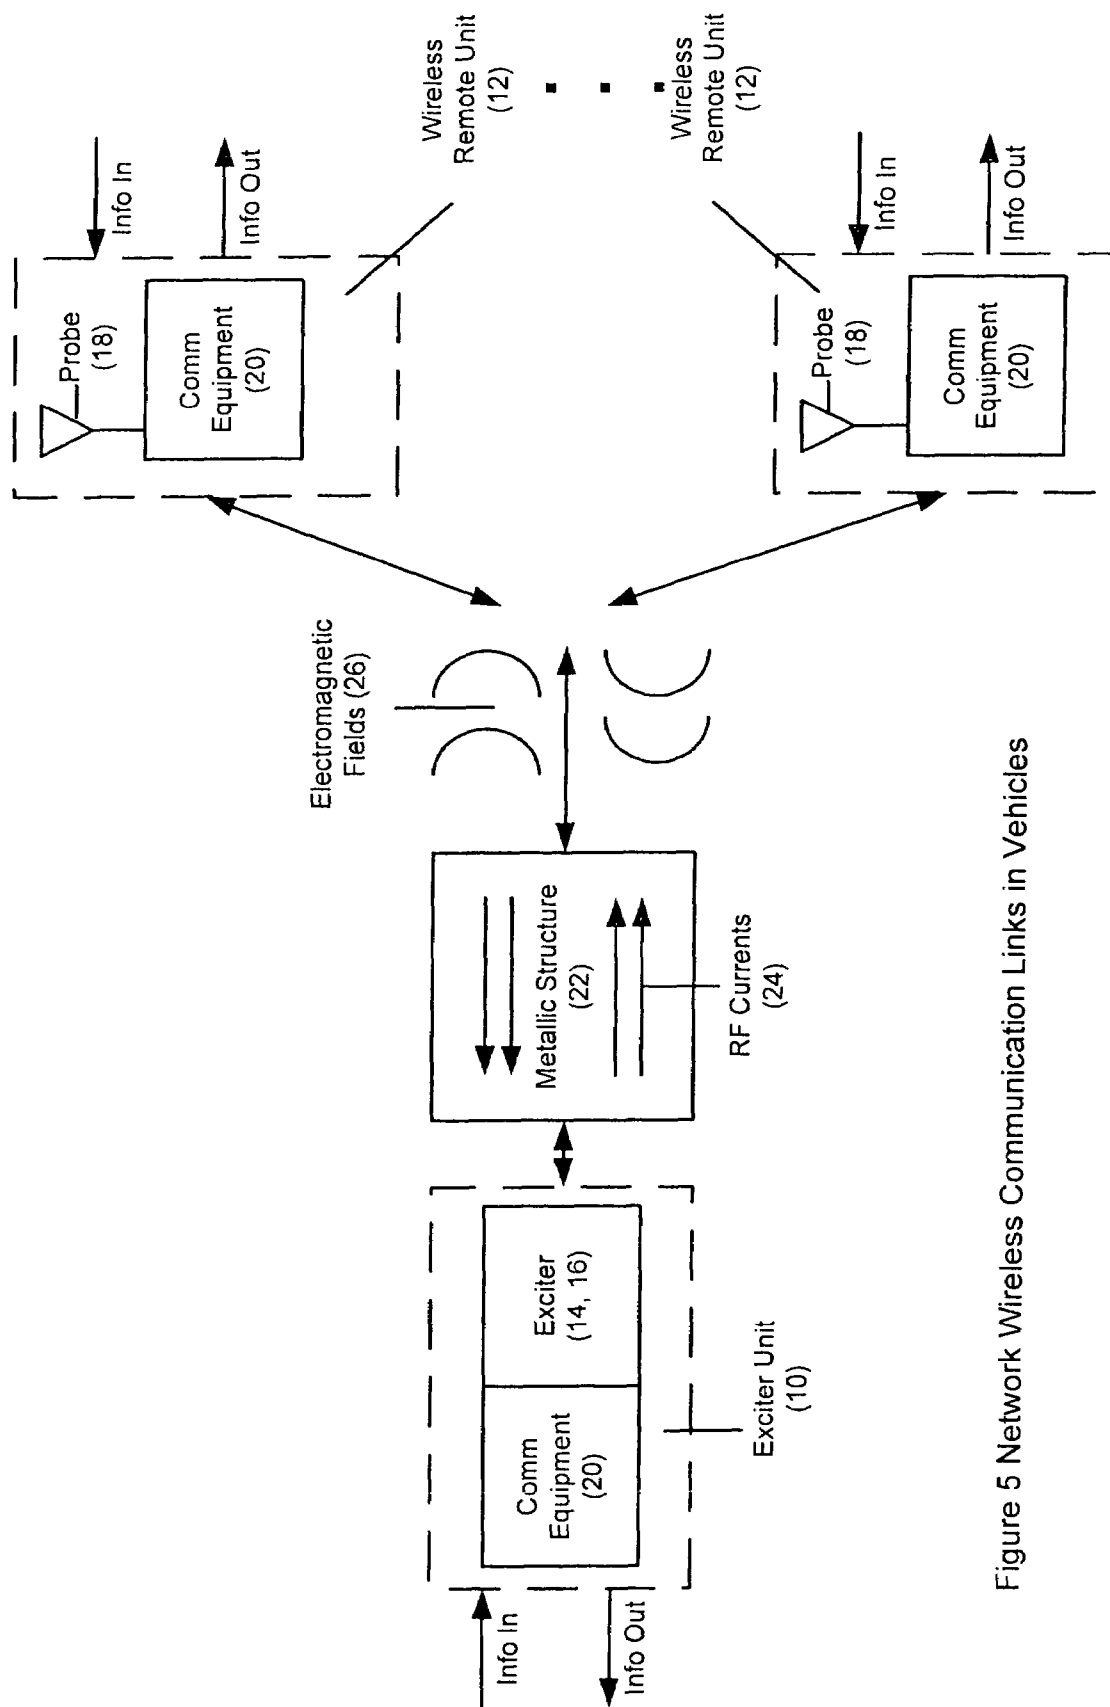 Info In
Info Out
Comm
Equipment
(20)
Exciter
(14, 16)
Exciter Unit
(10)
Metallic Structure
(22)
RF Currents
(24)
Electromagnetic
Fields (26)
Probe
(18)
Comm
Equipment
(20)
Info In
Info Out
Wireless
Remote Unit
(12)
Wireless
Remote Unit
(12)
Probe
(18)
Comm
Equipment
(20)
Info In
Info Out
Figure 5 Network Wireless Communication Links in Vehicles